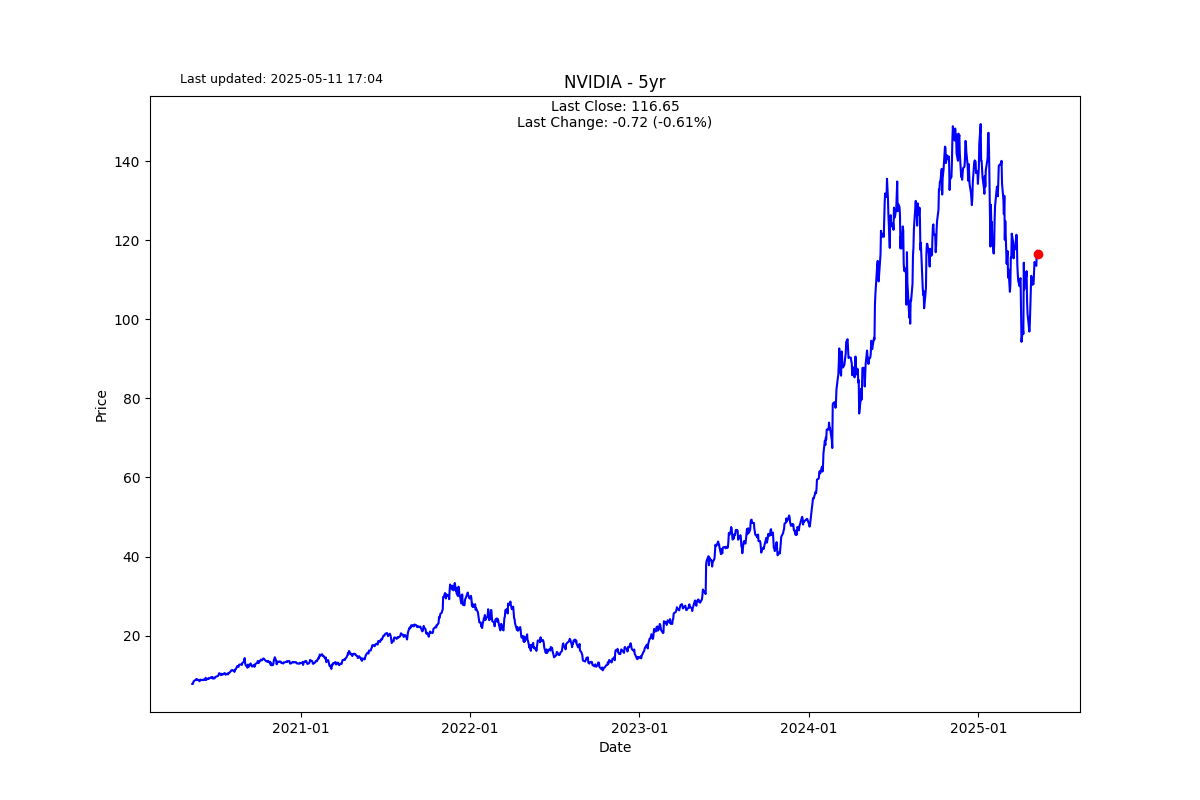 Last updated: 2025-05-11 17:04
NVIDIA - 5yr
Last Close: 116.65
Last Change: -0.72 (-0.61%)
140
120
100
80
60
40
20
Price
2021-01
2022-01
2023-01
2024-01
2025-01
Date